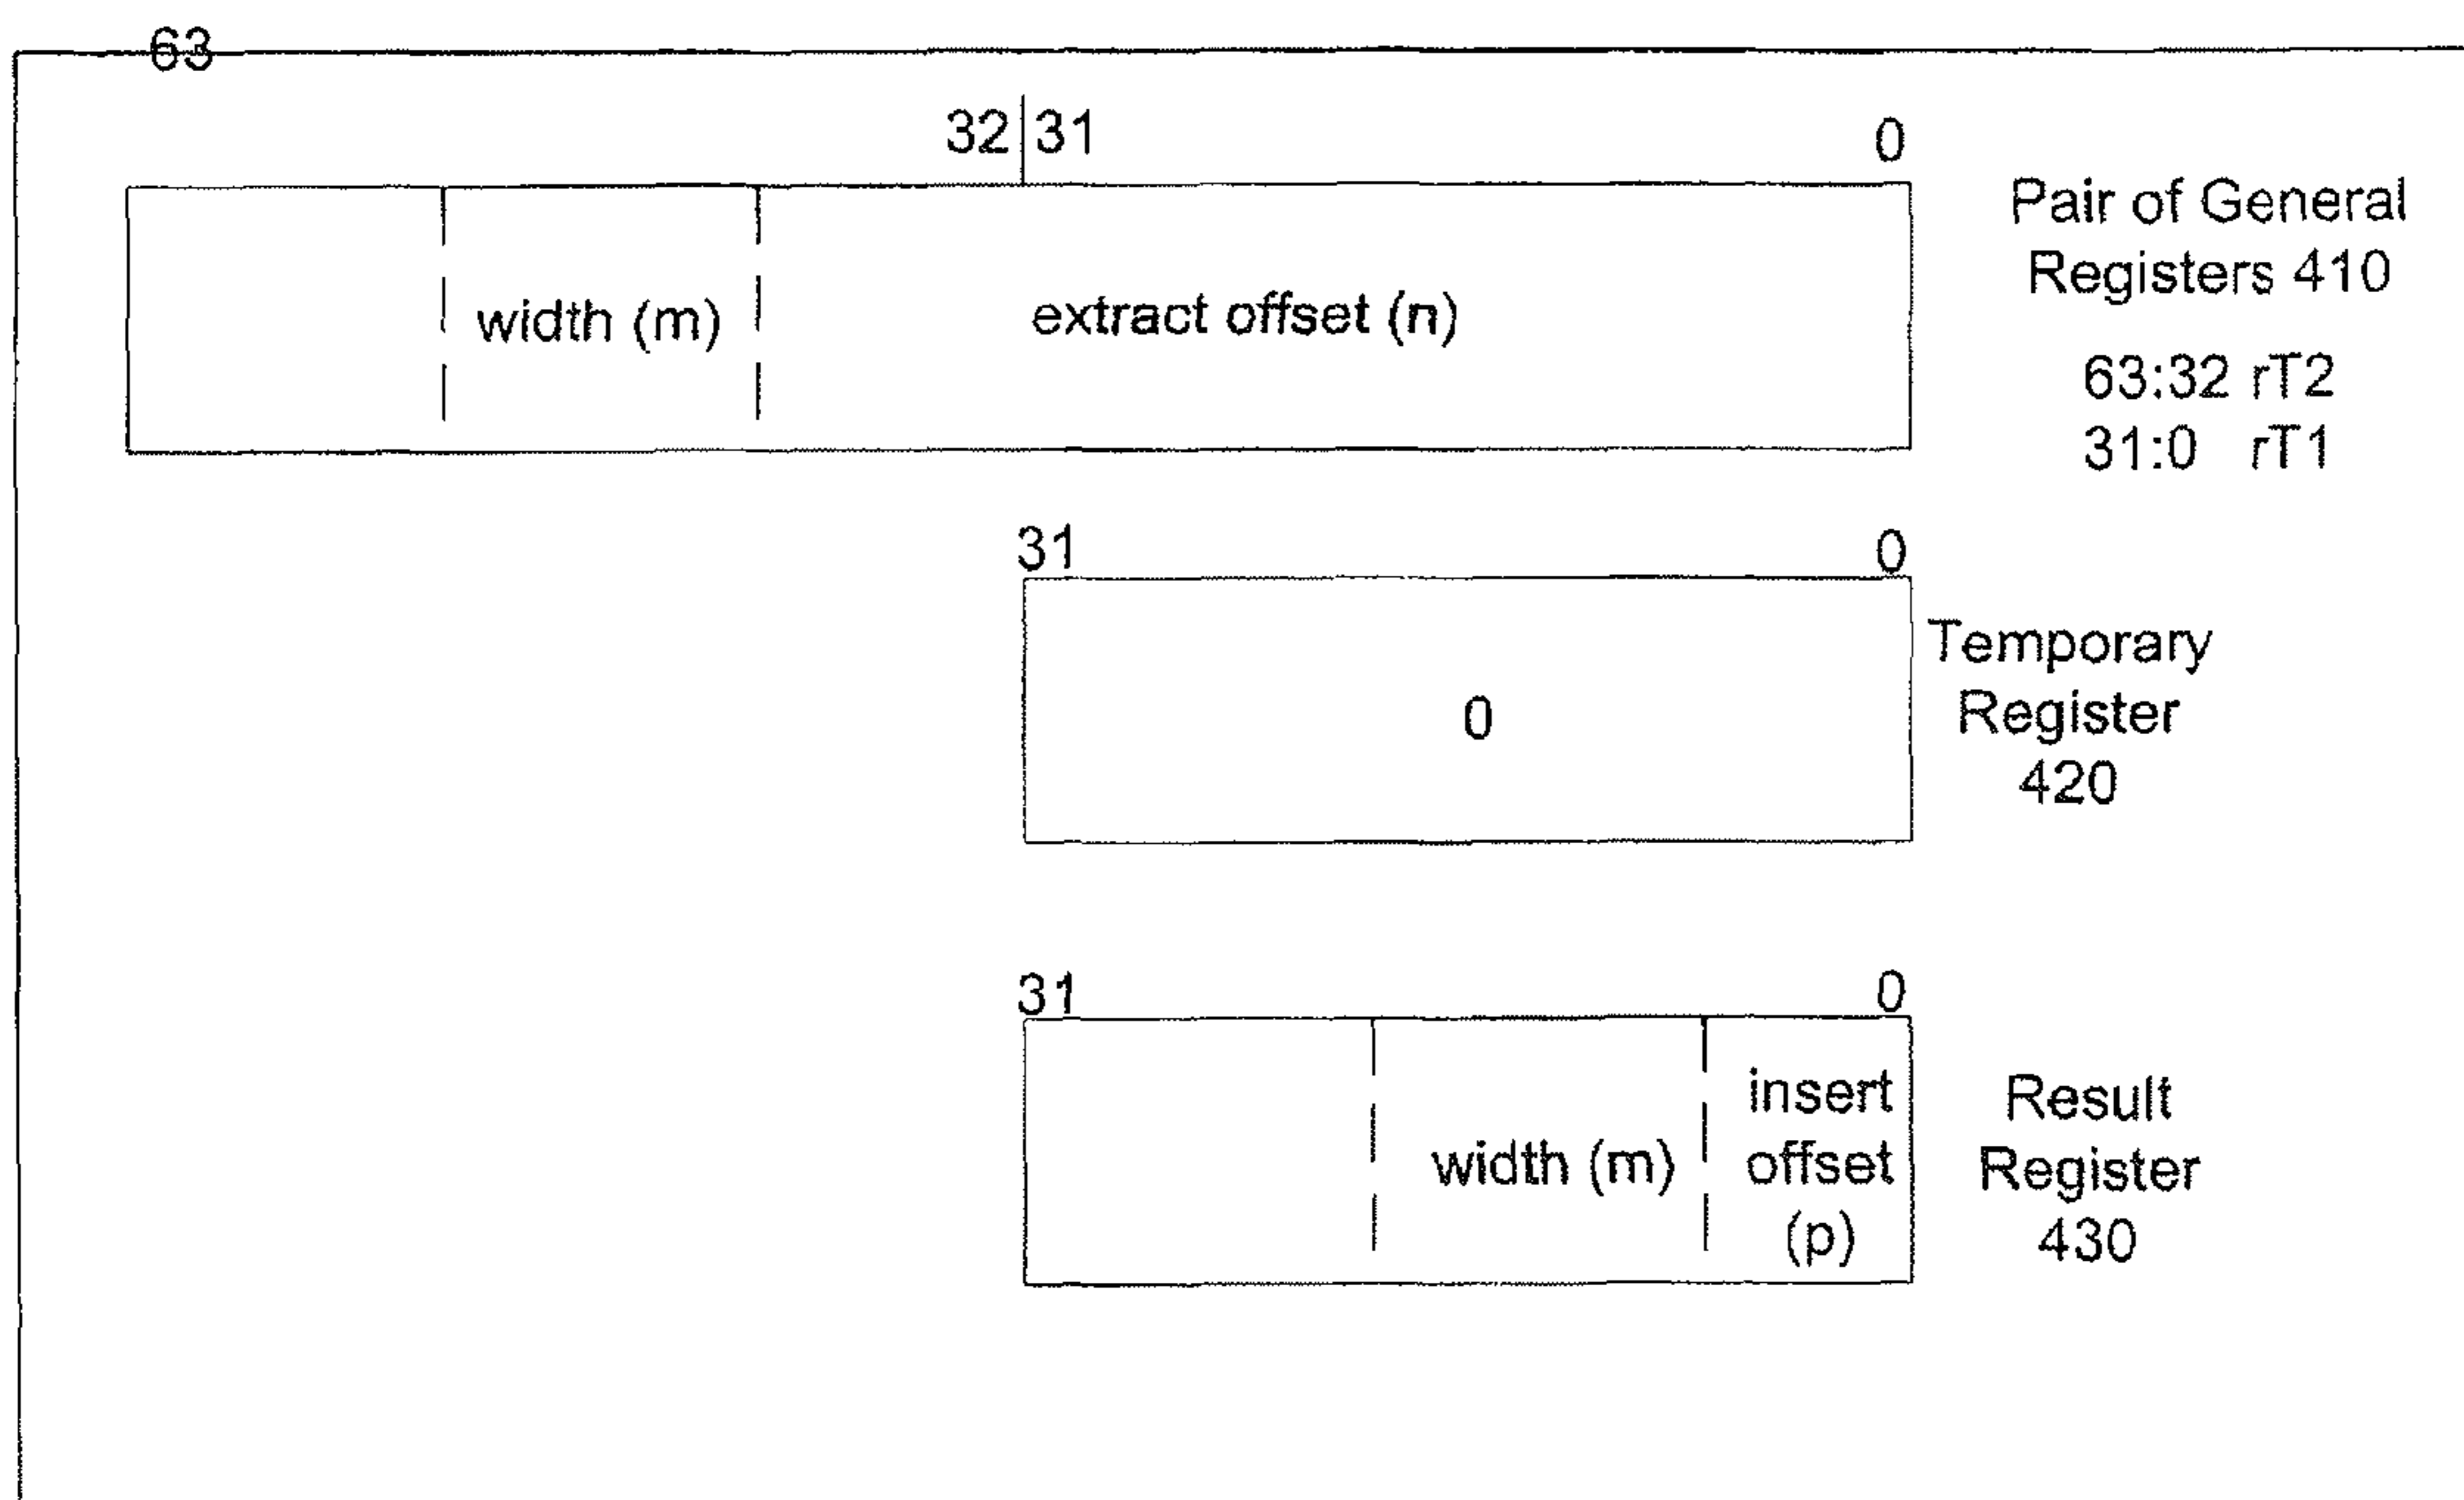 63
32 31 0
Pair of General
Registers 410
width (m) extract offset (n)
63:32 rT2
31:0 rT1
31 0
Temporary
Register
420
0
31 0
insert
offset
(p)
width (m)
Result
Register
430